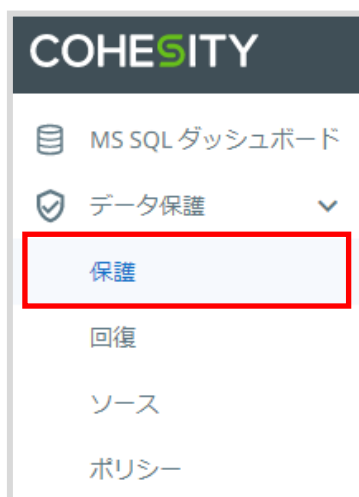 COHESITY
MS SQL ダッシュボード
データ保護
保護
回復
ソース
ポリシー